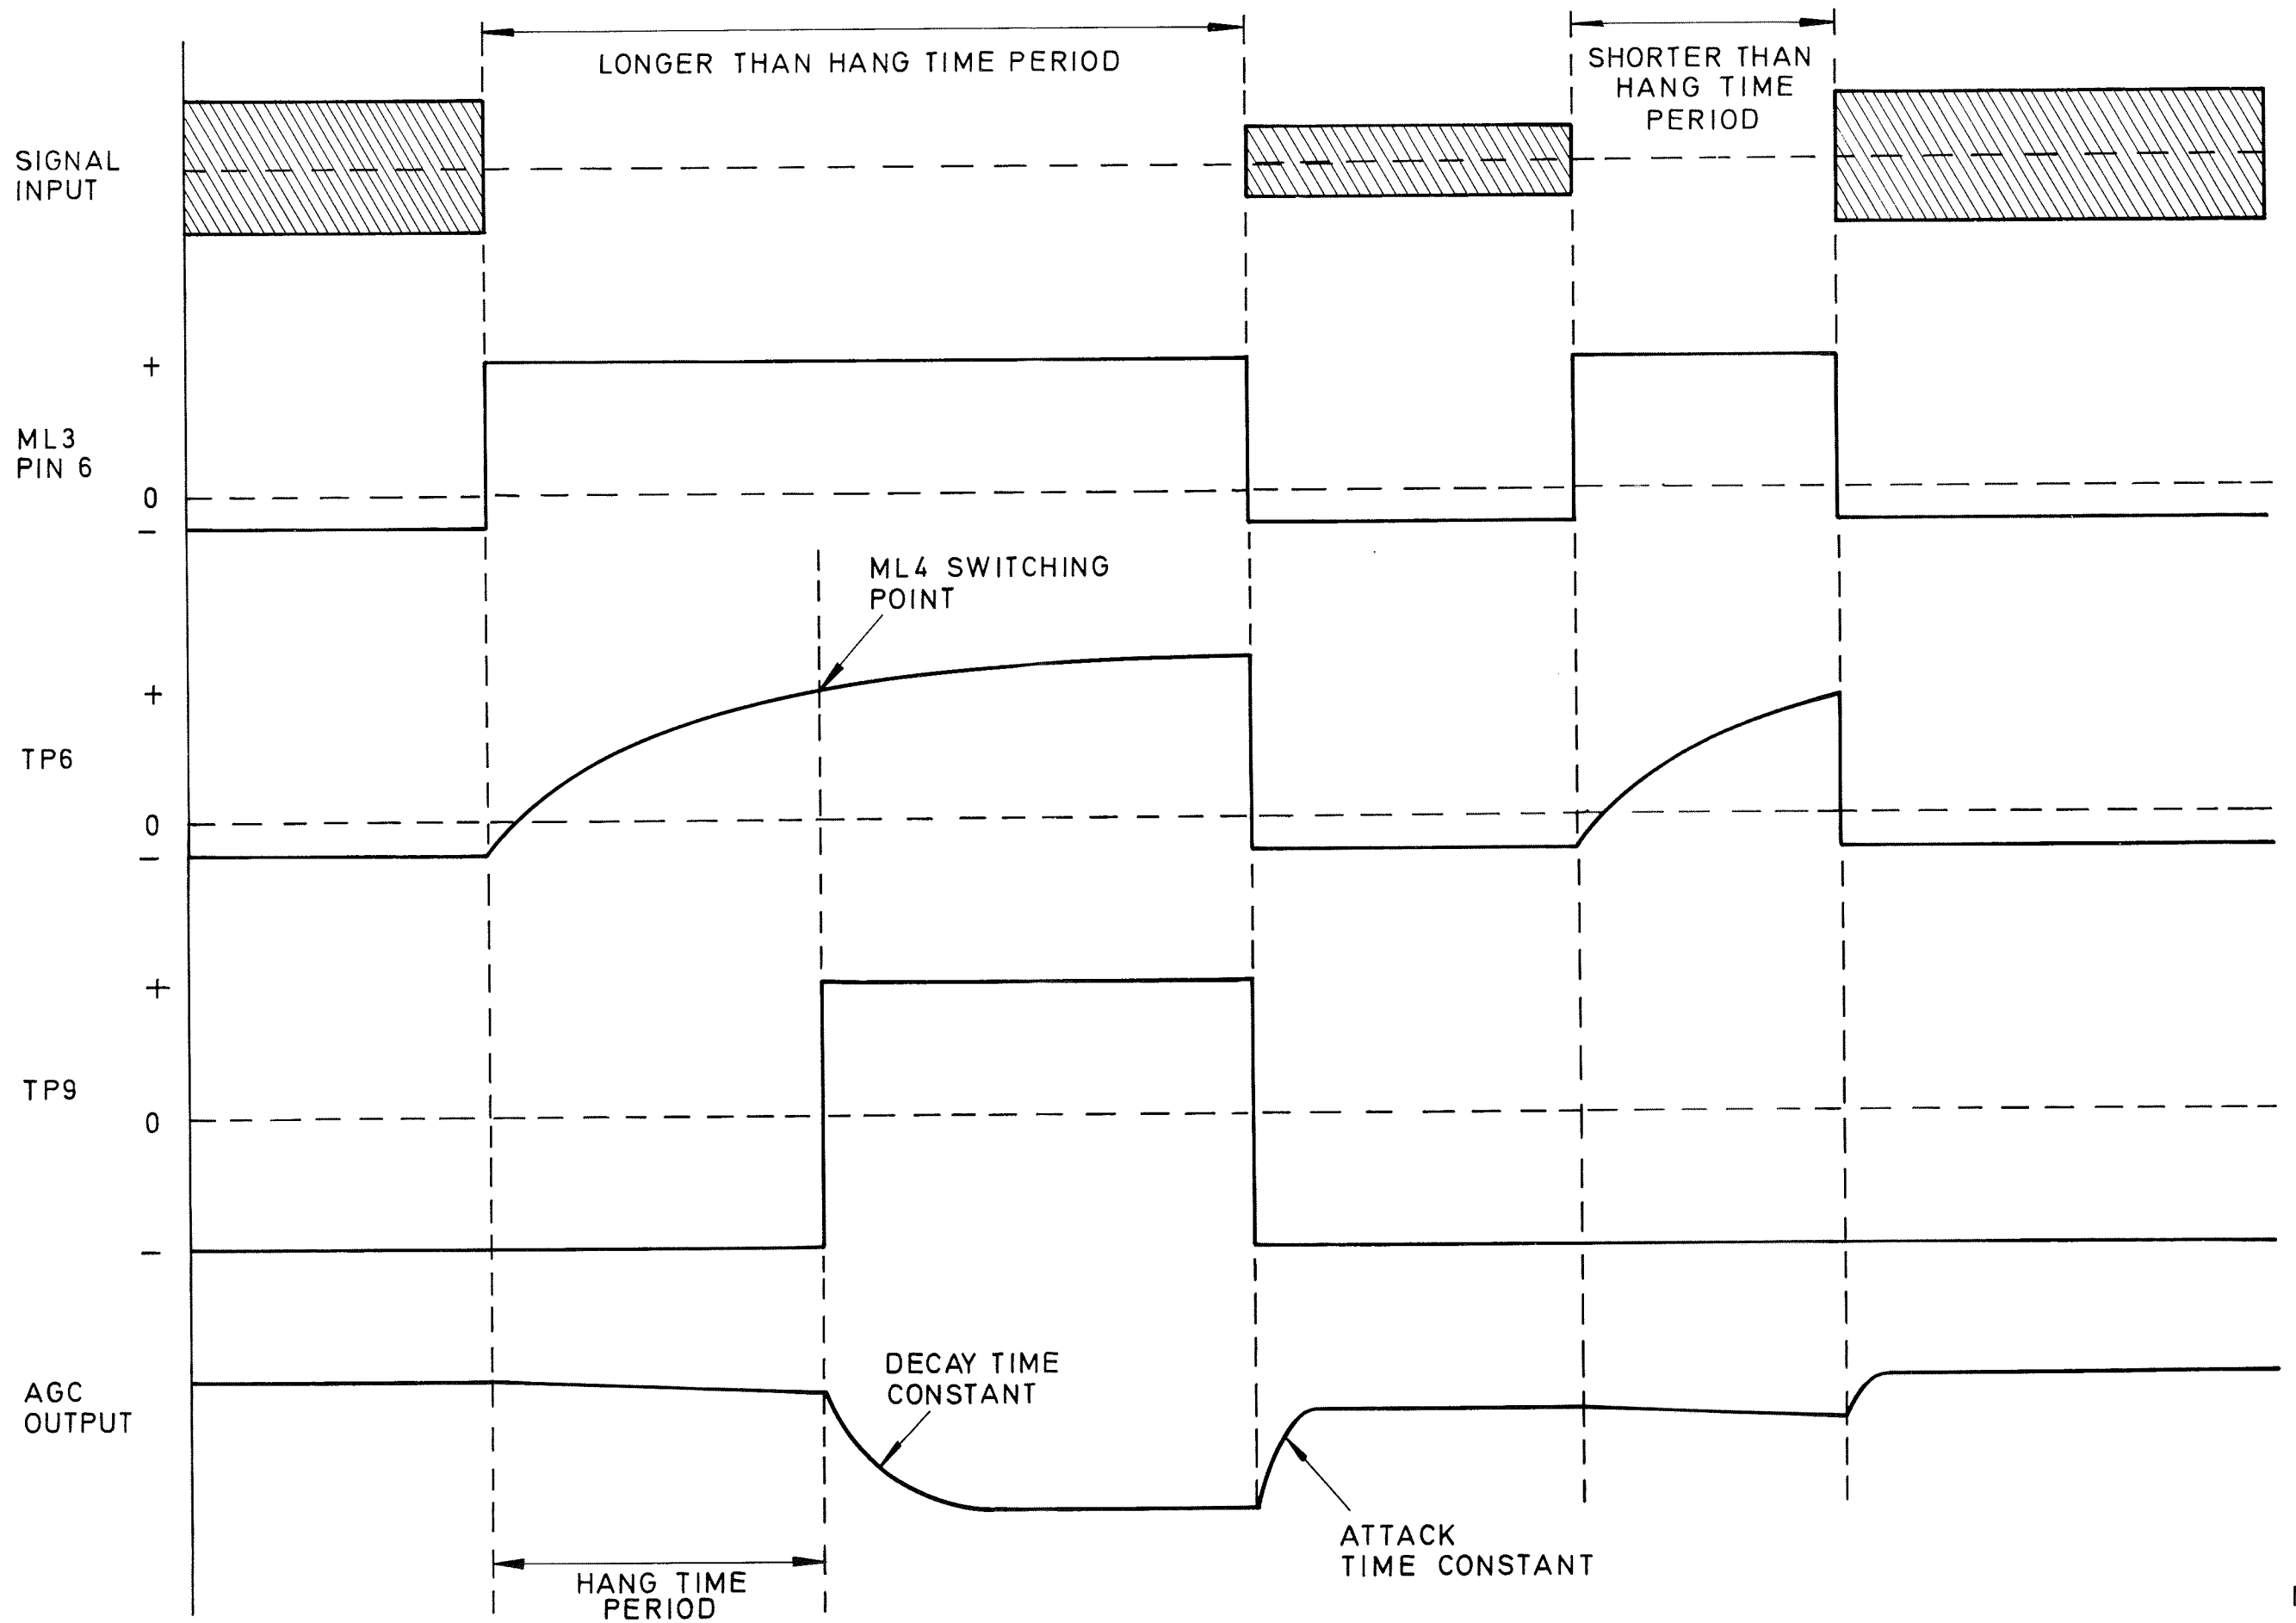 LONGER THAN HANG TIME PERIOD
SHORTER THAN
HANG TIME
PERIOD
SIGNAL
INPUT
+
ML3
PIN 6
0
−
ML4 SWITCHING
POINT
+
TP6
0
−
+
TP9
0
−
DECAY TIME
CONSTANT
AGC
OUTPUT
ATTACK
TIME CONSTANT
HANG TIME
PERIOD